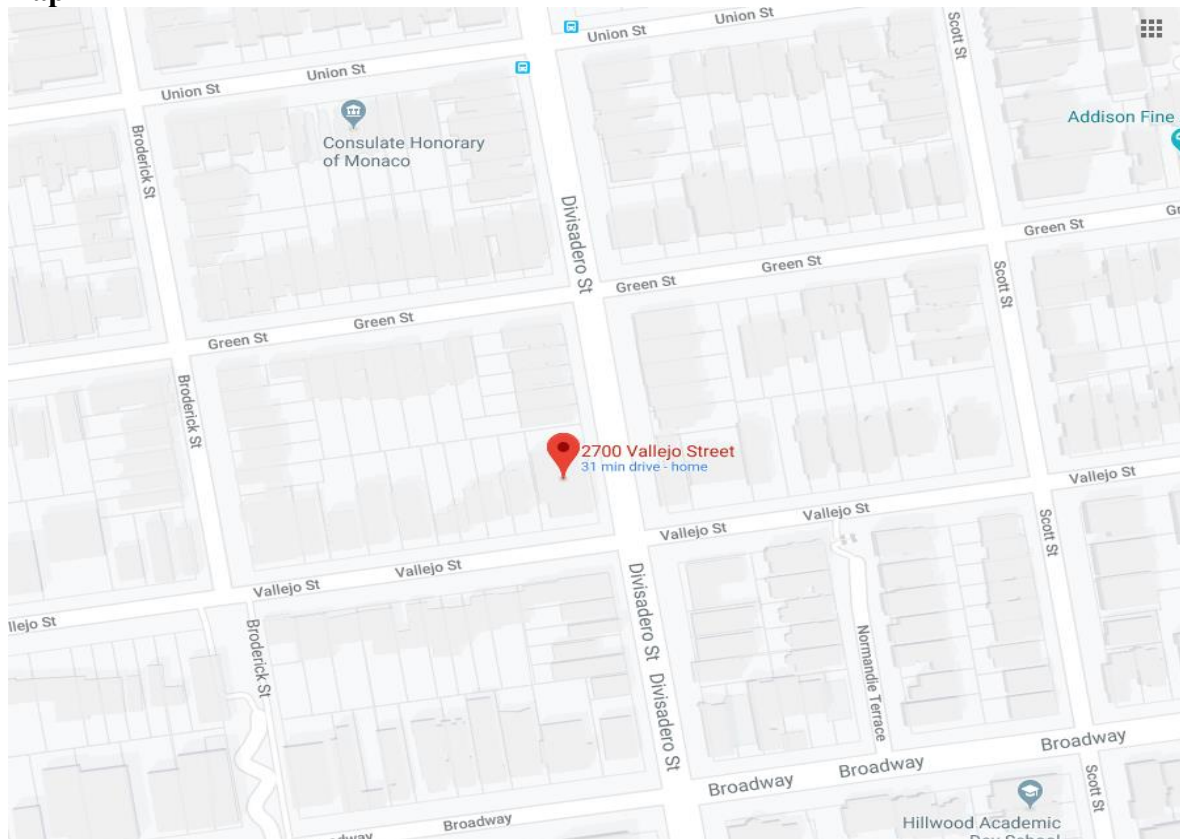 Union St
Union St
Scott St
Union St
Union St
Addison Fine
Consulate Honorary
of Monaco
Broderick St
Divisadero St
Green St
Green St
Green St
Scott St
Green St
Green St
Broderick St
2700 Vallejo Street
31 min drive - home
Vallejo St
Vallejo St
Vallejo St
Scott St
Vallejo St
Vallejo St
Divisadero St
Broderick St
Normandie Terrace
Divisadero St
Broadway
Broadway
Broadway
Scott St
Broadway
Broadway
Hillwood Academic